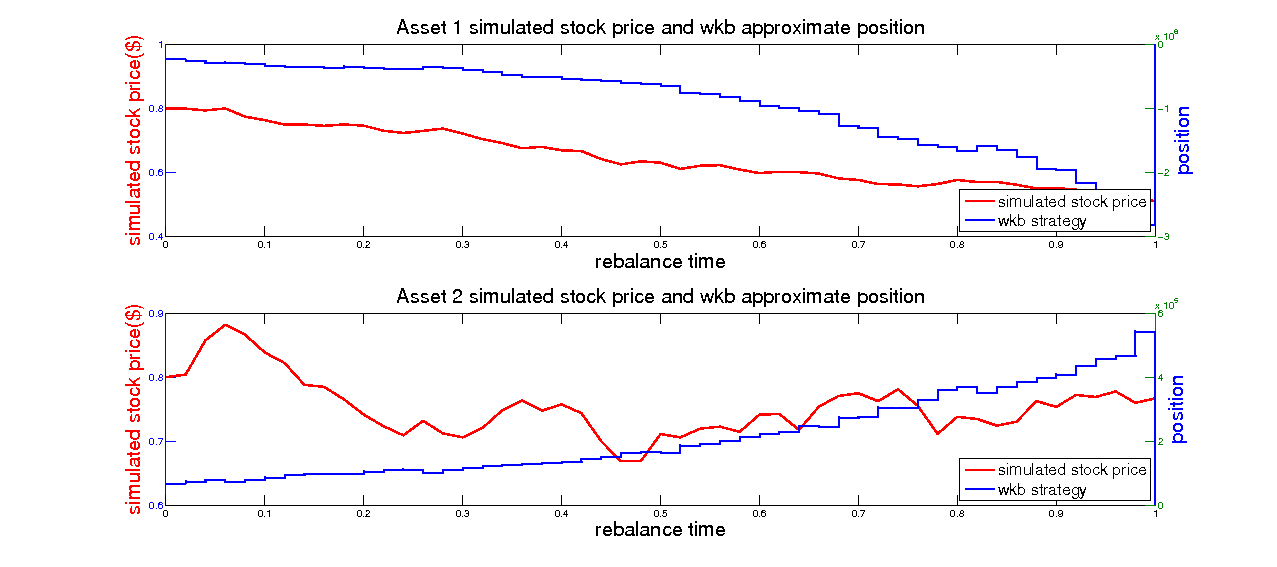 Asset 1 simulated stock price and wkb approximate position
simulated stock price($)
1
0.8
0.6
0.4
0
0.1
0.2
0.3
0.4
0.5
0.6
0.7
0.8
0.9
1
rebalance time
0
-1
-2
-3
position
simulated stock price
wkb strategy
Asset 2 simulated stock price and wkb approximate position
simulated stock price($)
0.9
0.8
0.7
0.6
0
0.1
0.2
0.3
0.4
0.5
0.6
0.7
0.8
0.9
1
rebalance time
x 10^5
6
4
2
0
position
simulated stock price
wkb strategy